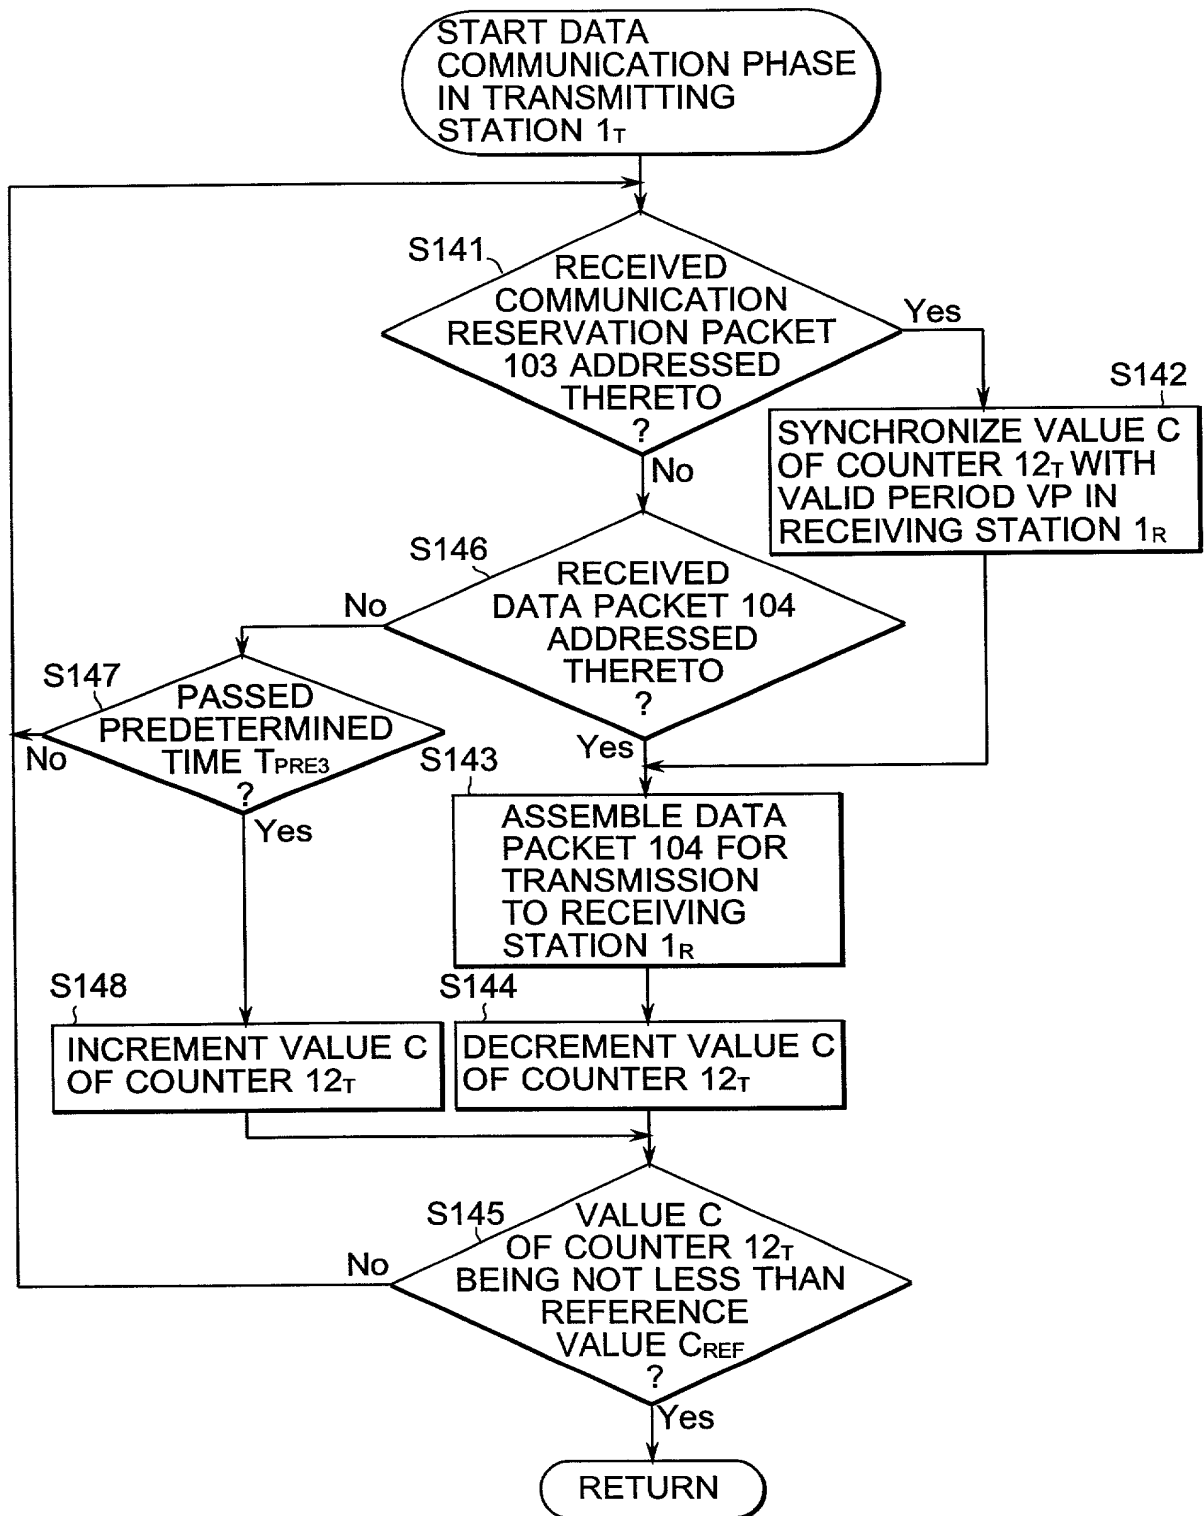 START DATA
COMMUNICATION PHASE
IN TRANSMITTING
STATION 1T
S141
RECEIVED
COMMUNICATION
RESERVATION PACKET
103 ADDRESSED
THERETO
?
Yes
No
S142
SYNCHRONIZE VALUE C
OF COUNTER 12T WITH
VALID PERIOD VP IN
RECEIVING STATION 1R
S146
RECEIVED
DATA PACKET 104
ADDRESSED
THERETO
?
No
Yes
S147
PASSED
PREDETERMINED
TIME TPRE3
?
No
Yes
S143
ASSEMBLE DATA
PACKET 104 FOR
TRANSMISSION
TO RECEIVING
STATION 1R
S148
INCREMENT VALUE C
OF COUNTER 12T
S144
DECREMENT VALUE C
OF COUNTER 12T
S145
VALUE C
OF COUNTER 12T
BEING NOT LESS THAN
REFERENCE
VALUE CREF
?
No
Yes
RETURN